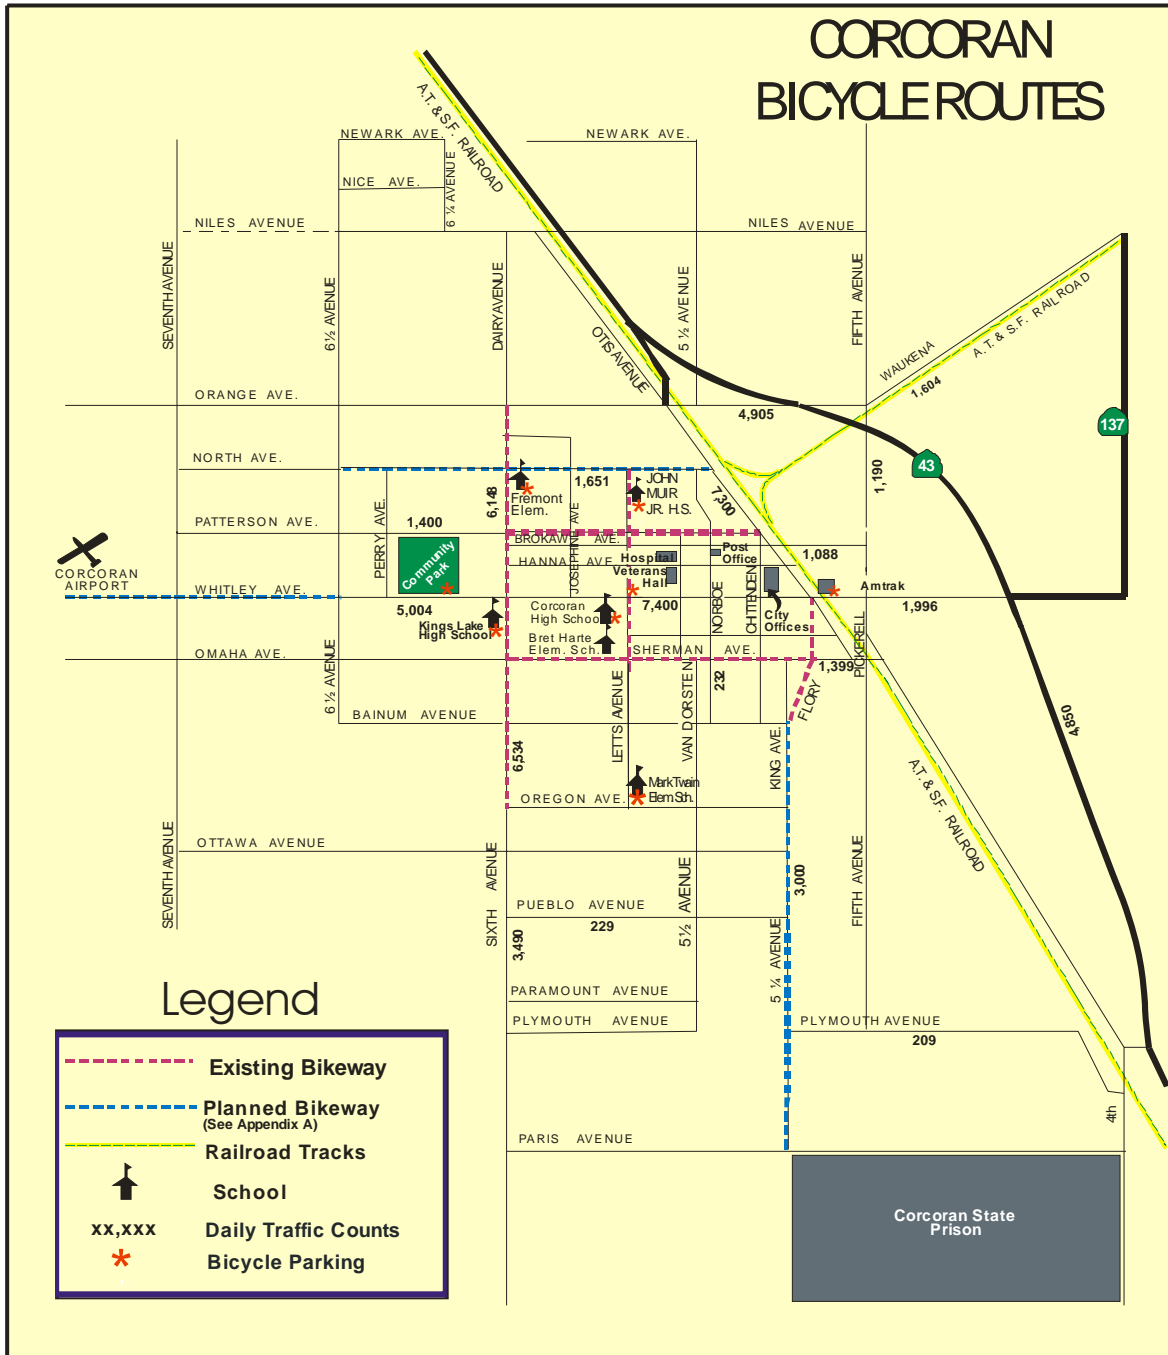 CORCORAN
BICYCLE ROUTES
A.T. & S.F. RAILROAD
NEWARK AVE.
NEWARK AVE.
NICE AVE.
6 ¼ AVENUE
NILES AVENUE
NILES AVENUE
SEVENTH AVENUE
6½ AVENUE
DAIRY AVENUE
OTIS AVENUE
5 ½ AVENUE
FIFTH AVENUE
WAUKENA
A.T. & S.F. RAILROAD
1,604
ORANGE AVE.
4,905
137
43
NORTH AVE.
1,651
6,148
Fremont
Elem.
JOHN
MUIR
JR. H.S.
7,300
1,190
PATTERSON AVE.
1,400
PERRY AVE.
JOSEPHINE AVE
BROKAW AVE.
HANNA AVE.
Hospital
Veterans
Hall
Post
Office
1,088
Community
Park
CORCORAN
AIRPORT
WHITLEY AVE.
5,004
Kings Lake
High School
Corcoran
High School
7,400
NORBOE
CHITTENDEN
City
Offices
Amtrak
1,996
Bret Harte
Elem. Sch.
SHERMAN AVE.
OMAHA AVE.
1,399
PICKERELL
6½ AVENUE
BAINUM AVENUE
LETTS AVENUE
VAN DORSTEN
232
FLORY
KING AVE.
6,534
4,850
Mark Twain
Elem.Sch.
OREGON AVE.
A.T. & S.F. RAILROAD
OTTAWA AVENUE
SEVENTH AVENUE
SIXTH AVENUE
3,490
PUEBLO AVENUE
229
5½ AVENUE
3,000
5 ¼ AVENUE
FIFTH AVENUE
PARAMOUNT AVENUE
PLYMOUTH AVENUE
PLYMOUTH AVENUE
209
4th
PARIS AVENUE
Corcoran State
Prison
Legend
Existing Bikeway
Planned Bikeway
(See Appendix A)
Railroad Tracks
School
xx,xxx Daily Traffic Counts
Bicycle Parking